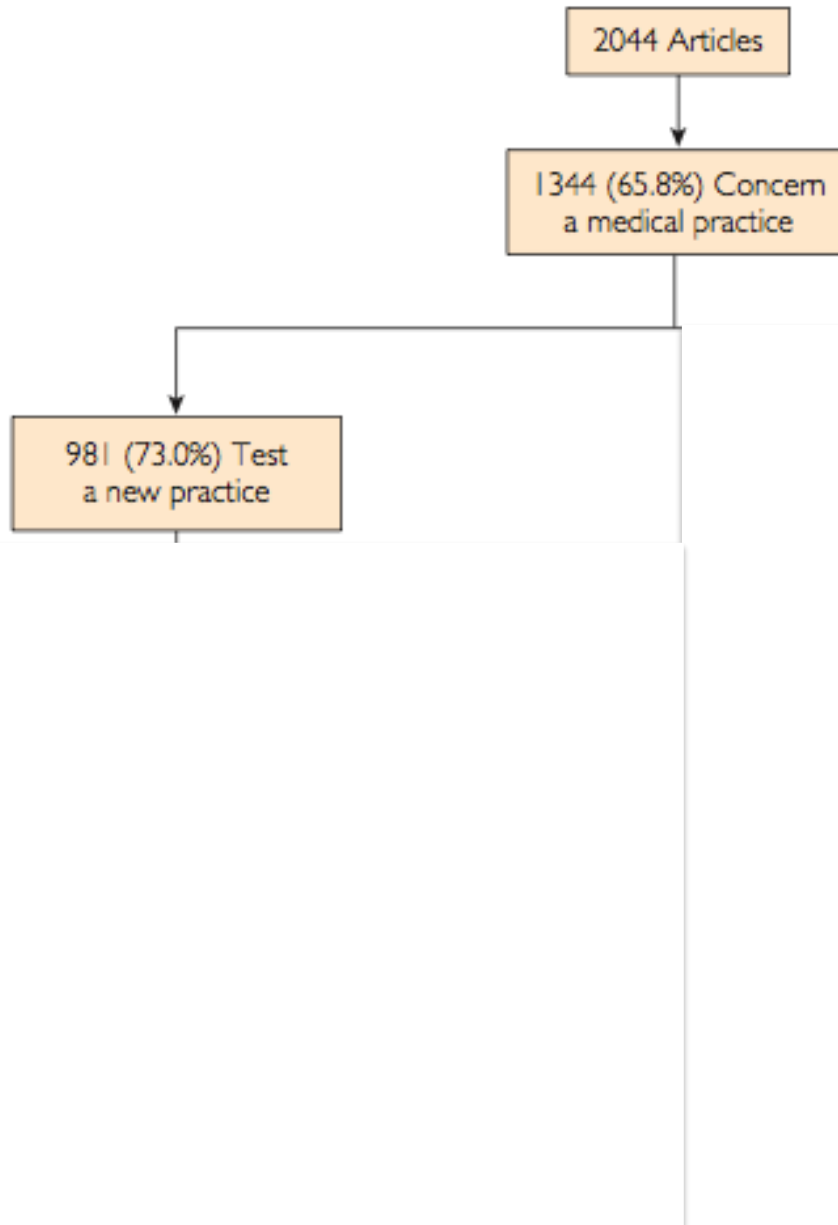 2044 Articles
1344 (65.8%) Concern
a medical practice
981 (73.0%) Test
a new practice